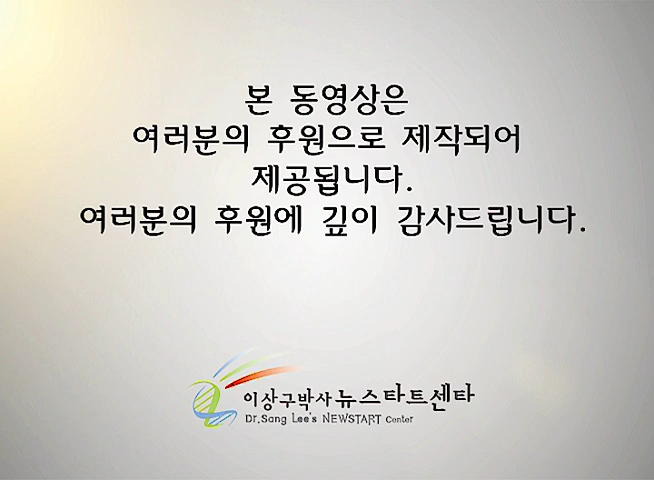 본 동영상은
여러분의 후원으로 제작되어
제공됩니다.
여러분의 후원에 깊이 감사드립니다.
이상구박사 뉴스타트센타
Dr.Sang Lee's NEWSTART Center